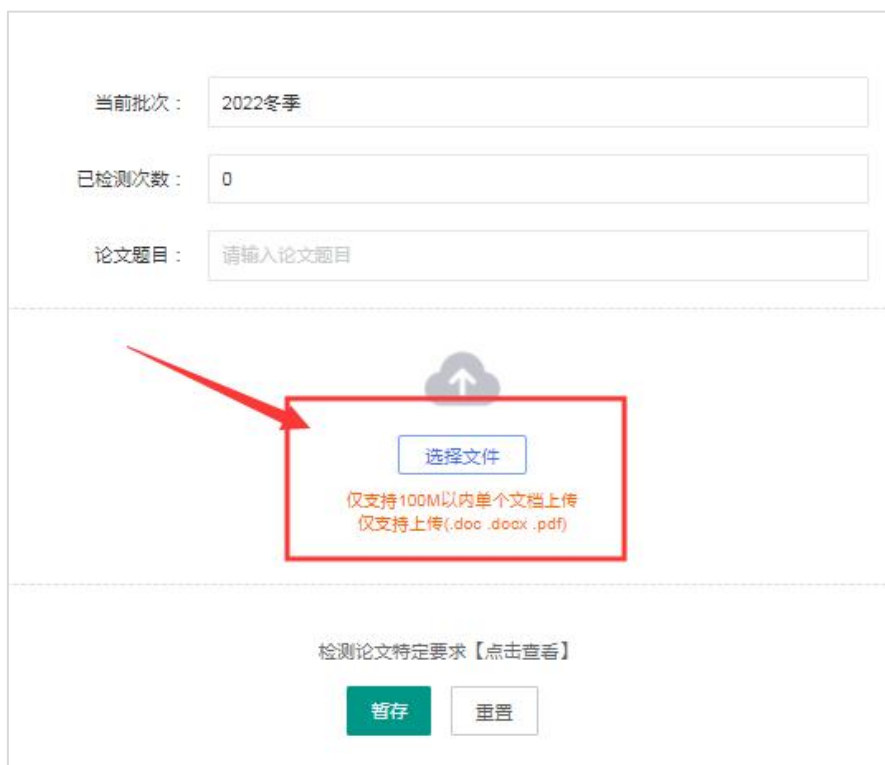 当前批次： 2022冬季
已检测次数： 0
论文题目： 请输入论文题目
选择文件
仅支持100M以内单个文档上传
仅支持上传(.doc .docx .pdf)
检测论文特定要求【点击查看】
暂存 重置